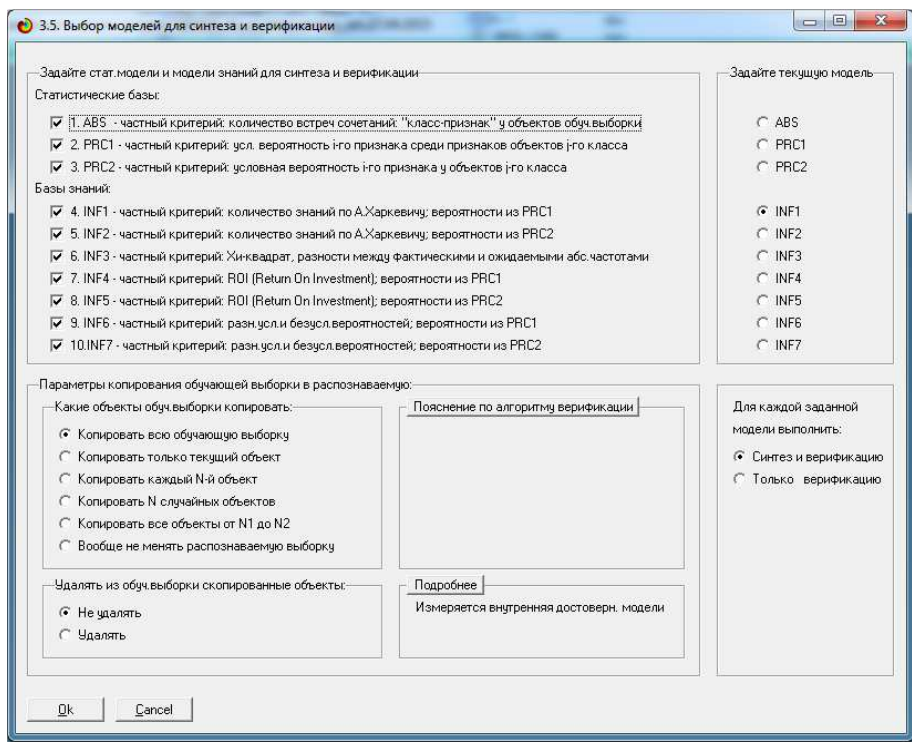 3.5. Выбор моделей для синтеза и верификации
Задайте стат.модели и модели знаний для синтеза и верификации
Статистические базы:
1. ABS - частный критерий: количество встреч сочетаний: "класс-признак" у объектов обуч.выборки
2. PRC1 - частный критерий: усл. вероятность i-го признака среди признаков объектов j-го класса
3. PRC2 - частный критерий: условная вероятность i-го признака у объектов j-го класса
Базы знаний:
4. INF1 - частный критерий: количество знаний по А.Харкевичу; вероятности из PRC1
5. INF2 - частный критерий: количество знаний по А.Харкевичу; вероятности из PRC2
6. INF3 - частный критерий: Хи-квадрат, разности между фактическими и ожидаемыми абс.частотами
7. INF4 - частный критерий: ROI (Return On Investment); вероятности из PRC1
8. INF5 - частный критерий: ROI (Return On Investment); вероятности из PRC2
9. INF6 - частный критерий: разн.усл.и безусл.вероятностей; вероятности из PRC1
10.INF7 - частный критерий: разн.усл.и безусл.вероятностей; вероятности из PRC2
Задайте текущую модель
ABS
PRC1
PRC2
INF1
INF2
INF3
INF4
INF5
INF6
INF7
Параметры копирования обучающей выборки в распознаваемую:
Какие объекты обуч.выборки копировать:
Копировать всю обучающую выборку
Копировать только текущий объект
Копировать каждый N-й объект
Копировать N случайных объектов
Копировать все объекты от N1 до N2
Вообще не менять распознаваемую выборку
Пояснение по алгоритму верификации
Удалять из обуч.выборки скопированные объекты:
Не удалять
Удалять
Подробнее
Измеряется внутренняя достоверн. модели
Для каждой заданной
модели выполнить:
Синтез и верификацию
Только верификацию
Ok
Cancel